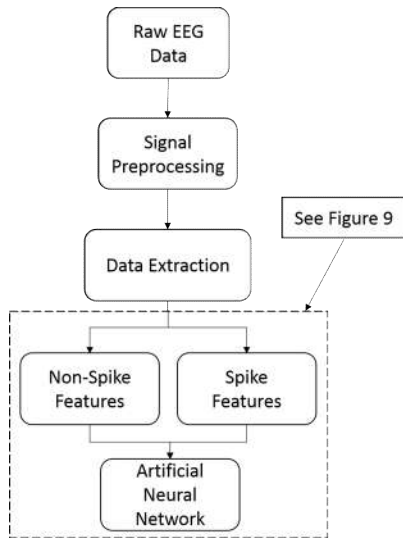 Raw EEG
Data
Signal
Preprocessing
See Figure 9
Data Extraction
Non-Spike
Features
Spike
Features
Artificial
Neural
Network